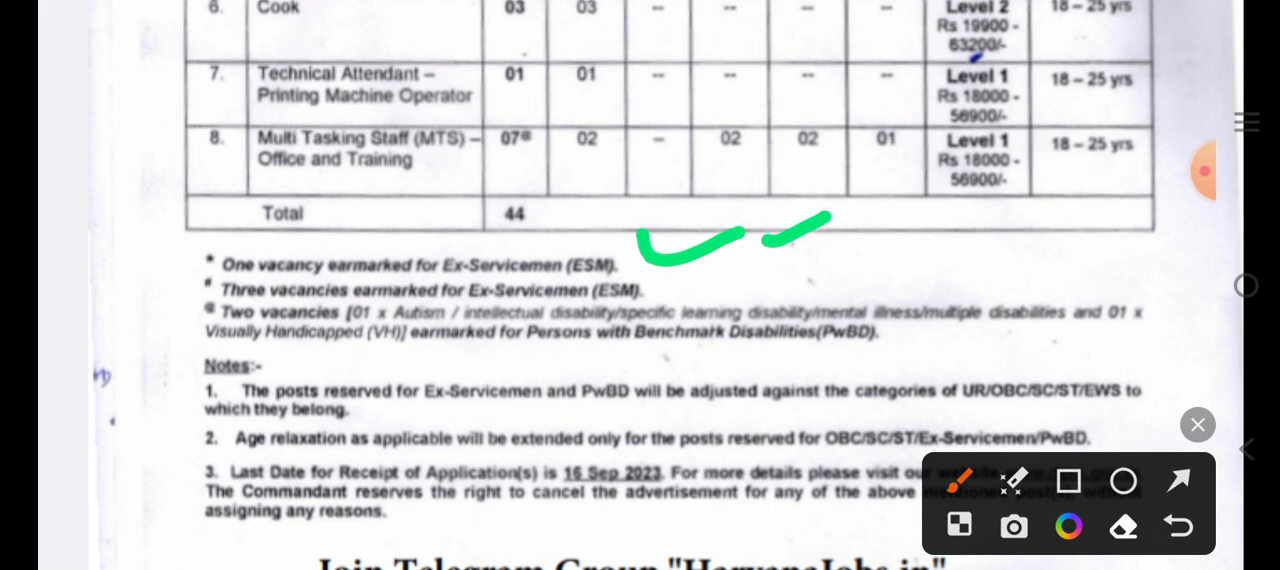 6. Cook 03 03 -- -- -- -- Level 2 18 – 25 yrs
Rs 19900 -
63200/-
7. Technical Attendant – 01 01 -- -- -- -- Level 1 18 – 25 yrs
Printing Machine Operator Rs 18000 -
56900/-
8. Multi Tasking Staff (MTS) – 07@ 02 – 02 02 01 Level 1 18 – 25 yrs
Office and Training Rs 18000 -
56900/-
Total 44
* One vacancy earmarked for Ex-Servicemen (ESM).
# Three vacancies earmarked for Ex-Servicemen (ESM).
@ Two vacancies [01 x Autism / intellectual disability/specific learning disability/mental illness/multiple disabilities and 01 x
Visually Handicapped (VH)] earmarked for Persons with Benchmark Disabilities(PwBD).
Notes:-
1. The posts reserved for Ex-Servicemen and PwBD will be adjusted against the categories of UR/OBC/SC/ST/EWS to
which they belong.
2. Age relaxation as applicable will be extended only for the posts reserved for OBC/SC/ST/Ex-Servicemen/PwBD.
3. Last Date for Receipt of Application(s) is 16 Sep 2023. For more details please visit our
The Commandant reserves the right to cancel the advertisement for any of the above
assigning any reasons.
Join Telegram Group "HaryanaJobs.in"